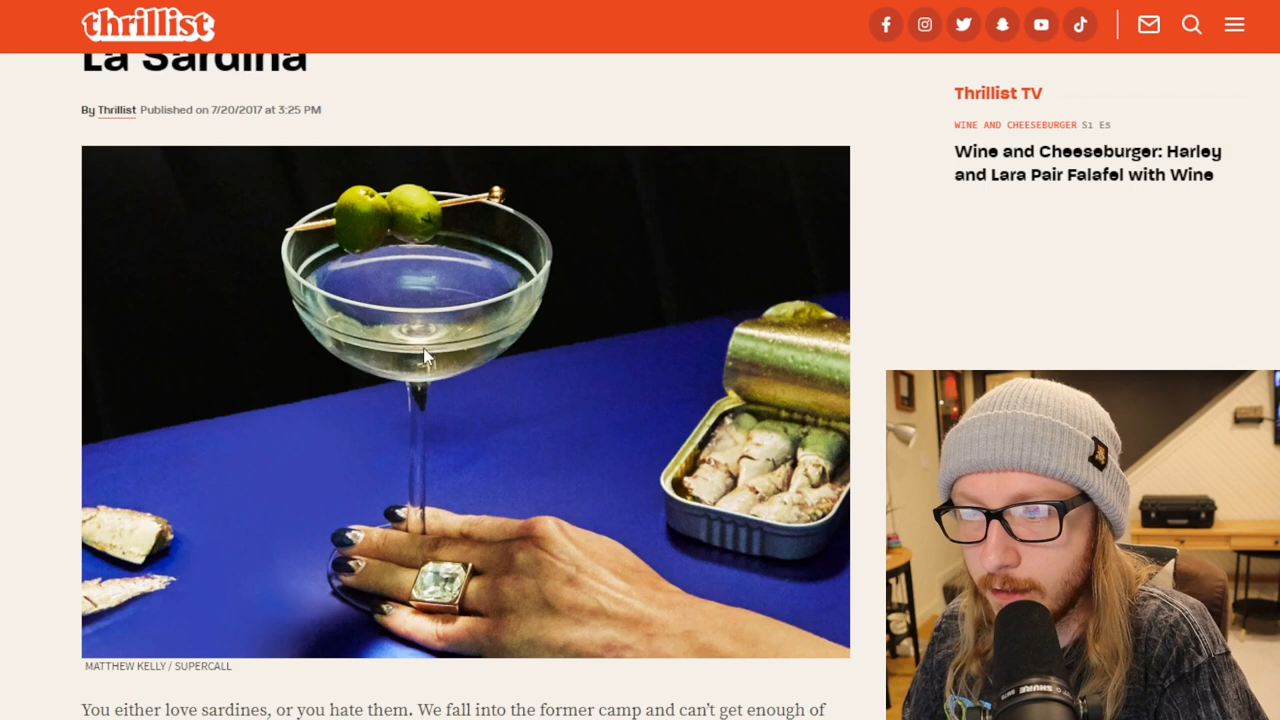 thrillist
La Sardina
By Thrillist Published on 7/20/2017 at 3:25 PM
MATTHEW KELLY / SUPERCALL
You either love sardines, or you hate them. We fall into the former camp and can't get enough of
Thrillist TV
WINE AND CHEESEBURGER S1 E5
Wine and Cheeseburger: Harley
and Lara Pair Falafel with Wine
SHURE